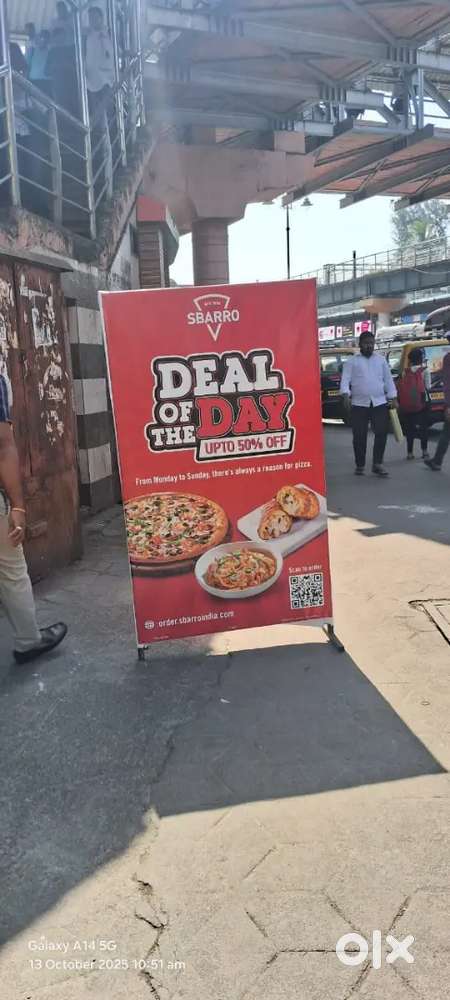 SBARRO
DEAL
OF
THE DAY
UPTO 50% OFF
From Monday to Sunday, there's always a reason for pizza.
Scan to order
order.sbarroindia.com
Galaxy A14 5G
13 October 2025 10:51 am
olx